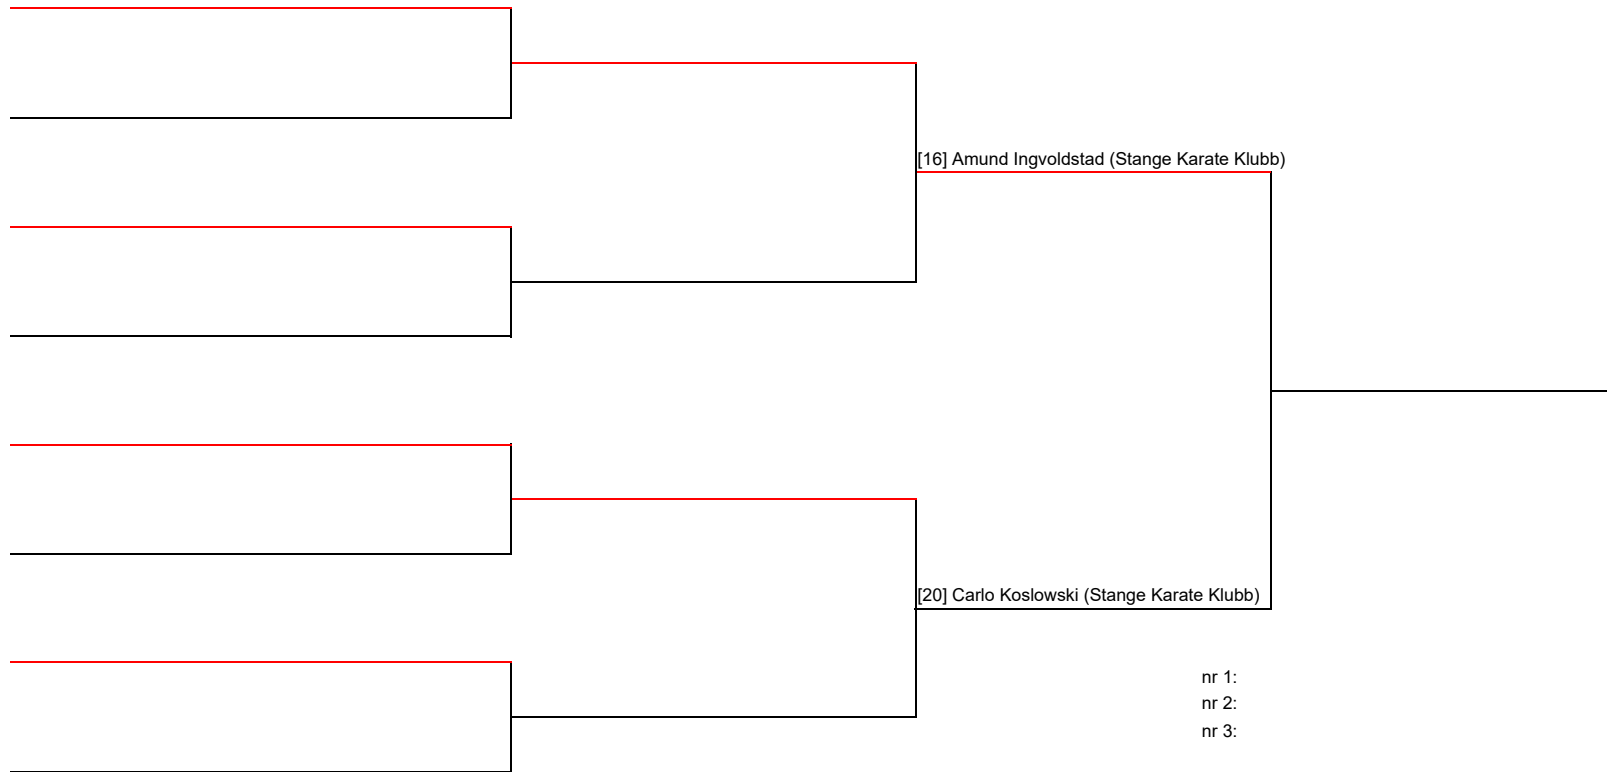 [16] Amund Ingvoldstad (Stange Karate Klubb)
[20] Carlo Koslowski (Stange Karate Klubb)
nr 1:
nr 2:
nr 3: